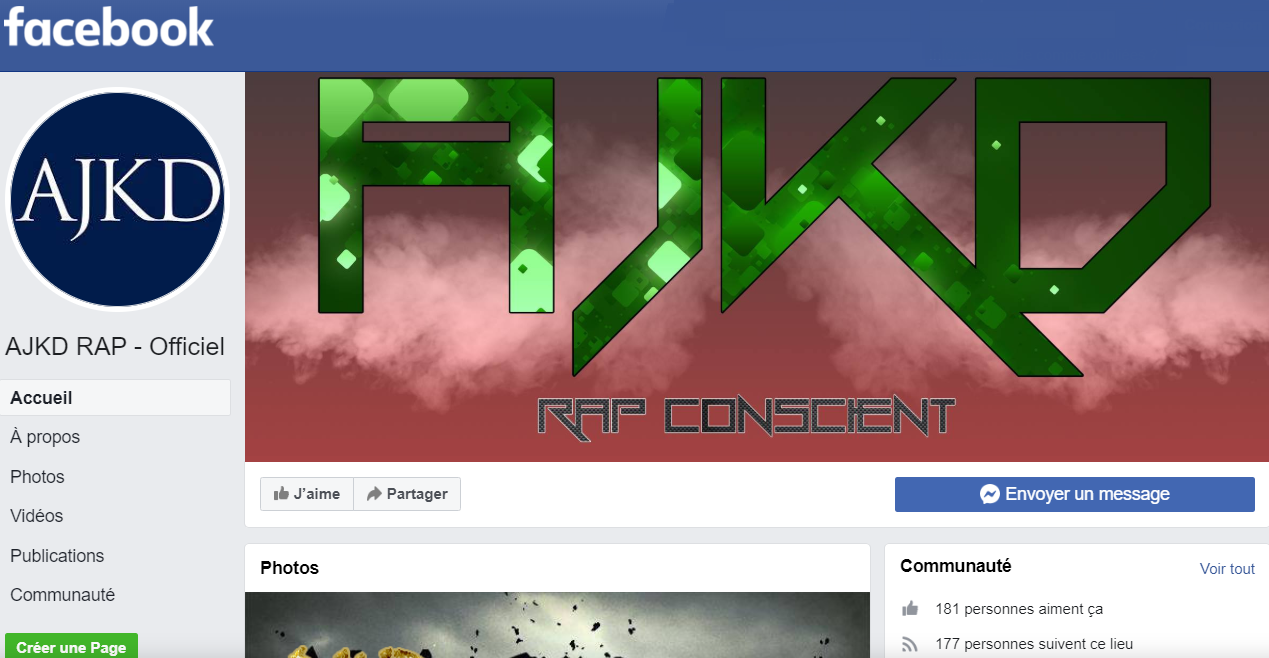 facebook
AJKD
AJKD
RAP CONSCIENT
AJKD RAP - Officiel
Accueil
À propos
Photos
Vidéos
Publications
Communauté
Créer une Page
J'aime
Partager
Envoyer un message
Photos
Communauté
Voir tout
181 personnes aiment ça
177 personnes suivent ce lieu